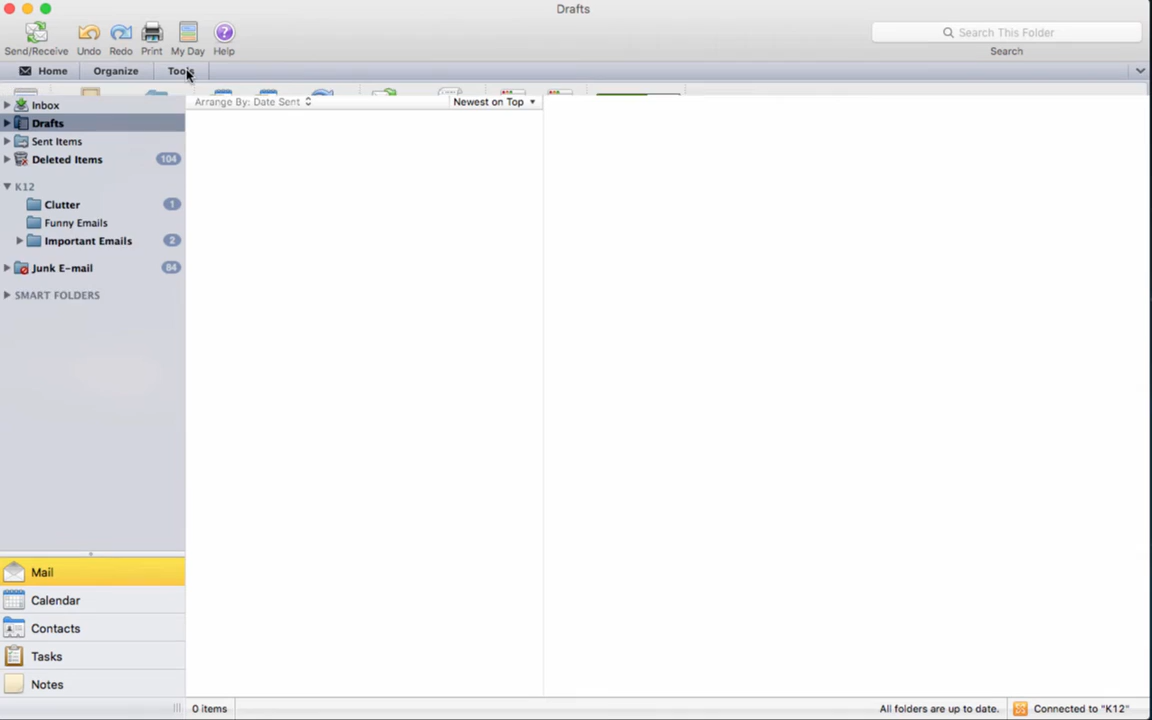 Drafts
Send/Receive Undo Redo Print My Day Help
Search This Folder
Search
Home Organize Tools
Arrange By: Date Sent Newest on Top
Inbox
Drafts
Sent Items
Deleted Items 104
K12
Clutter 1
Funny Emails
Important Emails 2
Junk E-mail 84
SMART FOLDERS
Mail
Calendar
Contacts
Tasks
Notes
0 items All folders are up to date. Connected to "K12"